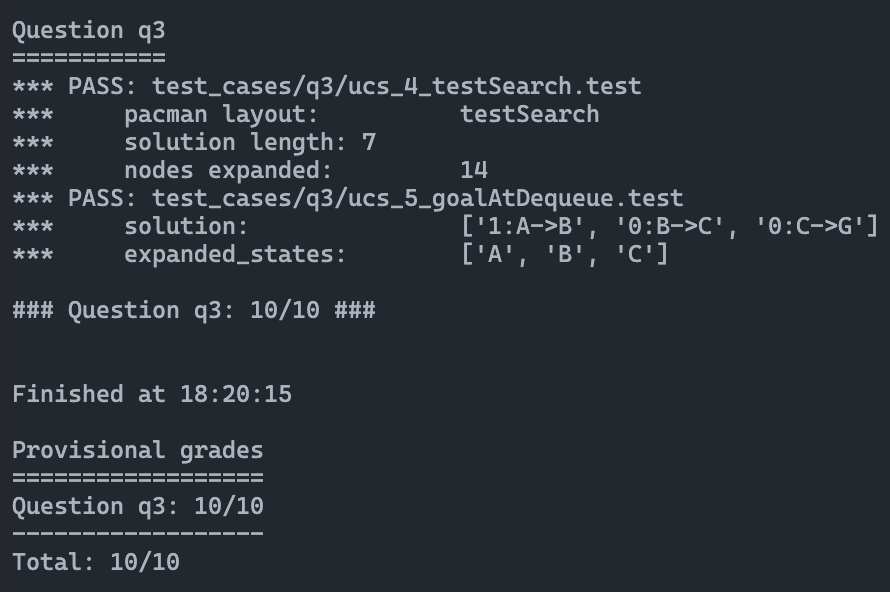 Question q3
===========
*** PASS: test_cases/q3/ucs_4_testSearch.test
***     pacman layout:          testSearch
***     solution length: 7
***     nodes expanded:         14
*** PASS: test_cases/q3/ucs_5_goalAtDequeue.test
***     solution:               ['1:A->B', '0:B->C', '0:C->G']
***     expanded_states:        ['A', 'B', 'C']

### Question q3: 10/10 ###


Finished at 18:20:15

Provisional grades
==================
Question q3: 10/10
------------------
Total: 10/10